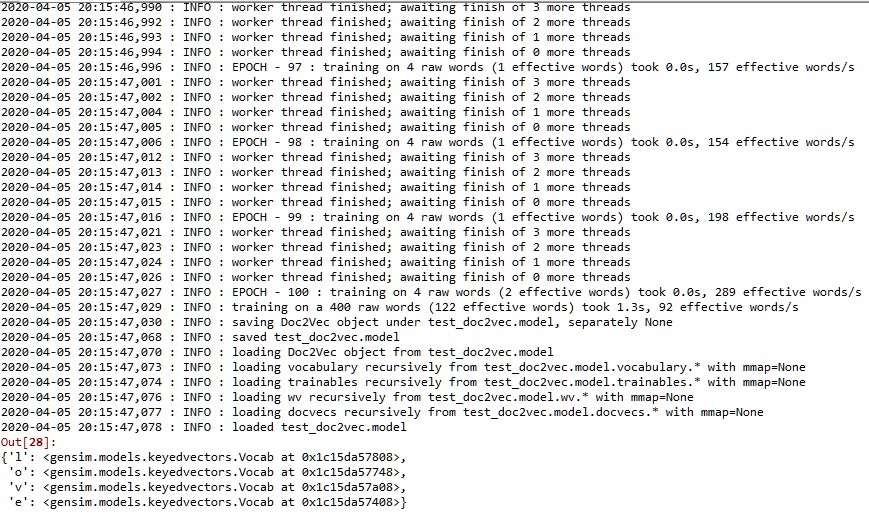 2020-04-05 20:15:46,990 : INFO : worker thread finished; awaiting finish of 3 more threads
2020-04-05 20:15:46,992 : INFO : worker thread finished; awaiting finish of 2 more threads
2020-04-05 20:15:46,993 : INFO : worker thread finished; awaiting finish of 1 more threads
2020-04-05 20:15:46,994 : INFO : worker thread finished; awaiting finish of 0 more threads
2020-04-05 20:15:46,996 : INFO : EPOCH - 97 : training on 4 raw words (1 effective words) took 0.0s, 157 effective words/s
2020-04-05 20:15:47,001 : INFO : worker thread finished; awaiting finish of 3 more threads
2020-04-05 20:15:47,002 : INFO : worker thread finished; awaiting finish of 2 more threads
2020-04-05 20:15:47,004 : INFO : worker thread finished; awaiting finish of 1 more threads
2020-04-05 20:15:47,005 : INFO : worker thread finished; awaiting finish of 0 more threads
2020-04-05 20:15:47,006 : INFO : EPOCH - 98 : training on 4 raw words (1 effective words) took 0.0s, 154 effective words/s
2020-04-05 20:15:47,012 : INFO : worker thread finished; awaiting finish of 3 more threads
2020-04-05 20:15:47,013 : INFO : worker thread finished; awaiting finish of 2 more threads
2020-04-05 20:15:47,014 : INFO : worker thread finished; awaiting finish of 1 more threads
2020-04-05 20:15:47,015 : INFO : worker thread finished; awaiting finish of 0 more threads
2020-04-05 20:15:47,016 : INFO : EPOCH - 99 : training on 4 raw words (1 effective words) took 0.0s, 198 effective words/s
2020-04-05 20:15:47,021 : INFO : worker thread finished; awaiting finish of 3 more threads
2020-04-05 20:15:47,023 : INFO : worker thread finished; awaiting finish of 2 more threads
2020-04-05 20:15:47,024 : INFO : worker thread finished; awaiting finish of 1 more threads
2020-04-05 20:15:47,026 : INFO : worker thread finished; awaiting finish of 0 more threads
2020-04-05 20:15:47,027 : INFO : EPOCH - 100 : training on 4 raw words (2 effective words) took 0.0s, 289 effective words/s
2020-04-05 20:15:47,029 : INFO : training on a 400 raw words (122 effective words) took 1.3s, 92 effective words/s
2020-04-05 20:15:47,030 : INFO : saving Doc2Vec object under test_doc2vec.model, separately None
2020-04-05 20:15:47,068 : INFO : saved test_doc2vec.model
2020-04-05 20:15:47,070 : INFO : loading Doc2Vec object from test_doc2vec.model
2020-04-05 20:15:47,073 : INFO : loading vocabulary recursively from test_doc2vec.model.vocabulary.* with mmap=None
2020-04-05 20:15:47,074 : INFO : loading trainables recursively from test_doc2vec.model.trainables.* with mmap=None
2020-04-05 20:15:47,076 : INFO : loading wv recursively from test_doc2vec.model.wv.* with mmap=None
2020-04-05 20:15:47,077 : INFO : loading docvecs recursively from test_doc2vec.model.docvecs.* with mmap=None
2020-04-05 20:15:47,078 : INFO : loaded test_doc2vec.model
Out[28]:
{'l': <gensim.models.keyedvectors.Vocab at 0x1c15da57808>,
 'o': <gensim.models.keyedvectors.Vocab at 0x1c15da57748>,
 'v': <gensim.models.keyedvectors.Vocab at 0x1c15da57a08>,
 'e': <gensim.models.keyedvectors.Vocab at 0x1c15da57408>}